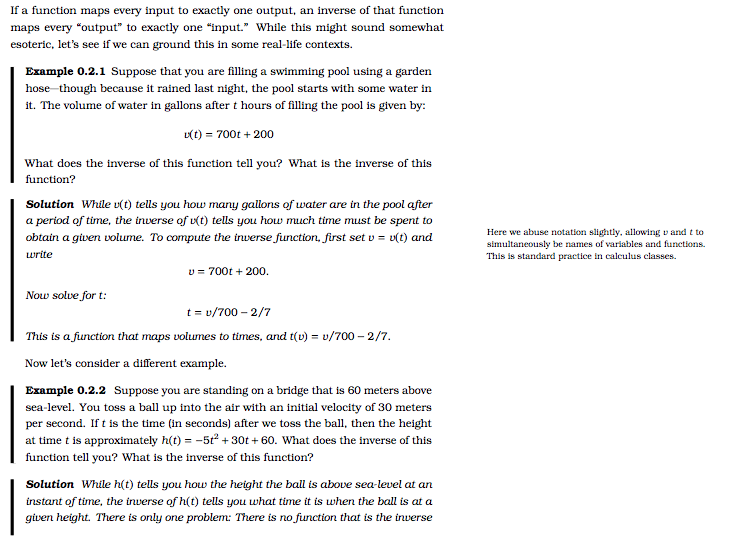 If a function maps every input to exactly one output, an inverse of that function
maps every “output” to exactly one “input.” While this might sound somewhat
esoteric, let’s see if we can ground this in some real-life contexts.
Example 0.2.1 Suppose that you are filling a swimming pool using a garden
hose—though because it rained last night, the pool starts with some water in
it. The volume of water in gallons after t hours of filling the pool is given by:
v(t) = 700t + 200
What does the inverse of this function tell you? What is the inverse of this
function?
Solution While v(t) tells you how many gallons of water are in the pool after
a period of time, the inverse of v(t) tells you how much time must be spent to
obtain a given volume. To compute the inverse function, first set v = v(t) and
write
v = 700t + 200.
Now solve for t:
t = v/700 – 2/7
This is a function that maps volumes to times, and t(v) = v/700 – 2/7.
Here we abuse notation slightly, allowing v and t to
simultaneously be names of variables and functions.
This is standard practice in calculus classes.
Now let’s consider a different example.
Example 0.2.2 Suppose you are standing on a bridge that is 60 meters above
sea-level. You toss a ball up into the air with an initial velocity of 30 meters
per second. If t is the time (in seconds) after we toss the ball, then the height
at time t is approximately h(t) = –5t² + 30t + 60. What does the inverse of this
function tell you? What is the inverse of this function?
Solution While h(t) tells you how the height the ball is above sea-level at an
instant of time, the inverse of h(t) tells you what time it is when the ball is at a
given height. There is only one problem: There is no function that is the inverse